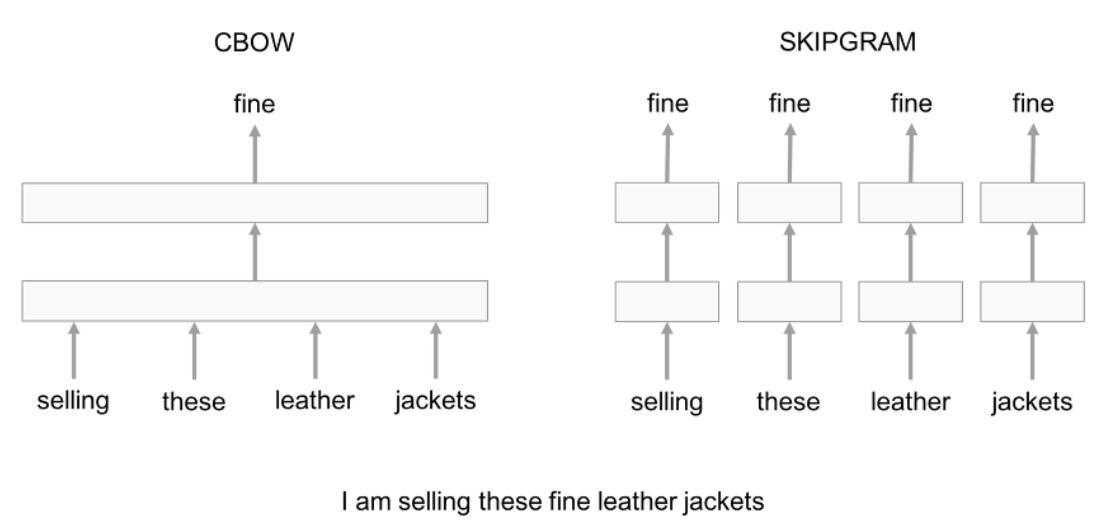 CBOW
SKIPGRAM
fine
fine fine fine fine
selling these leather jackets
selling these leather jackets
I am selling these fine leather jackets